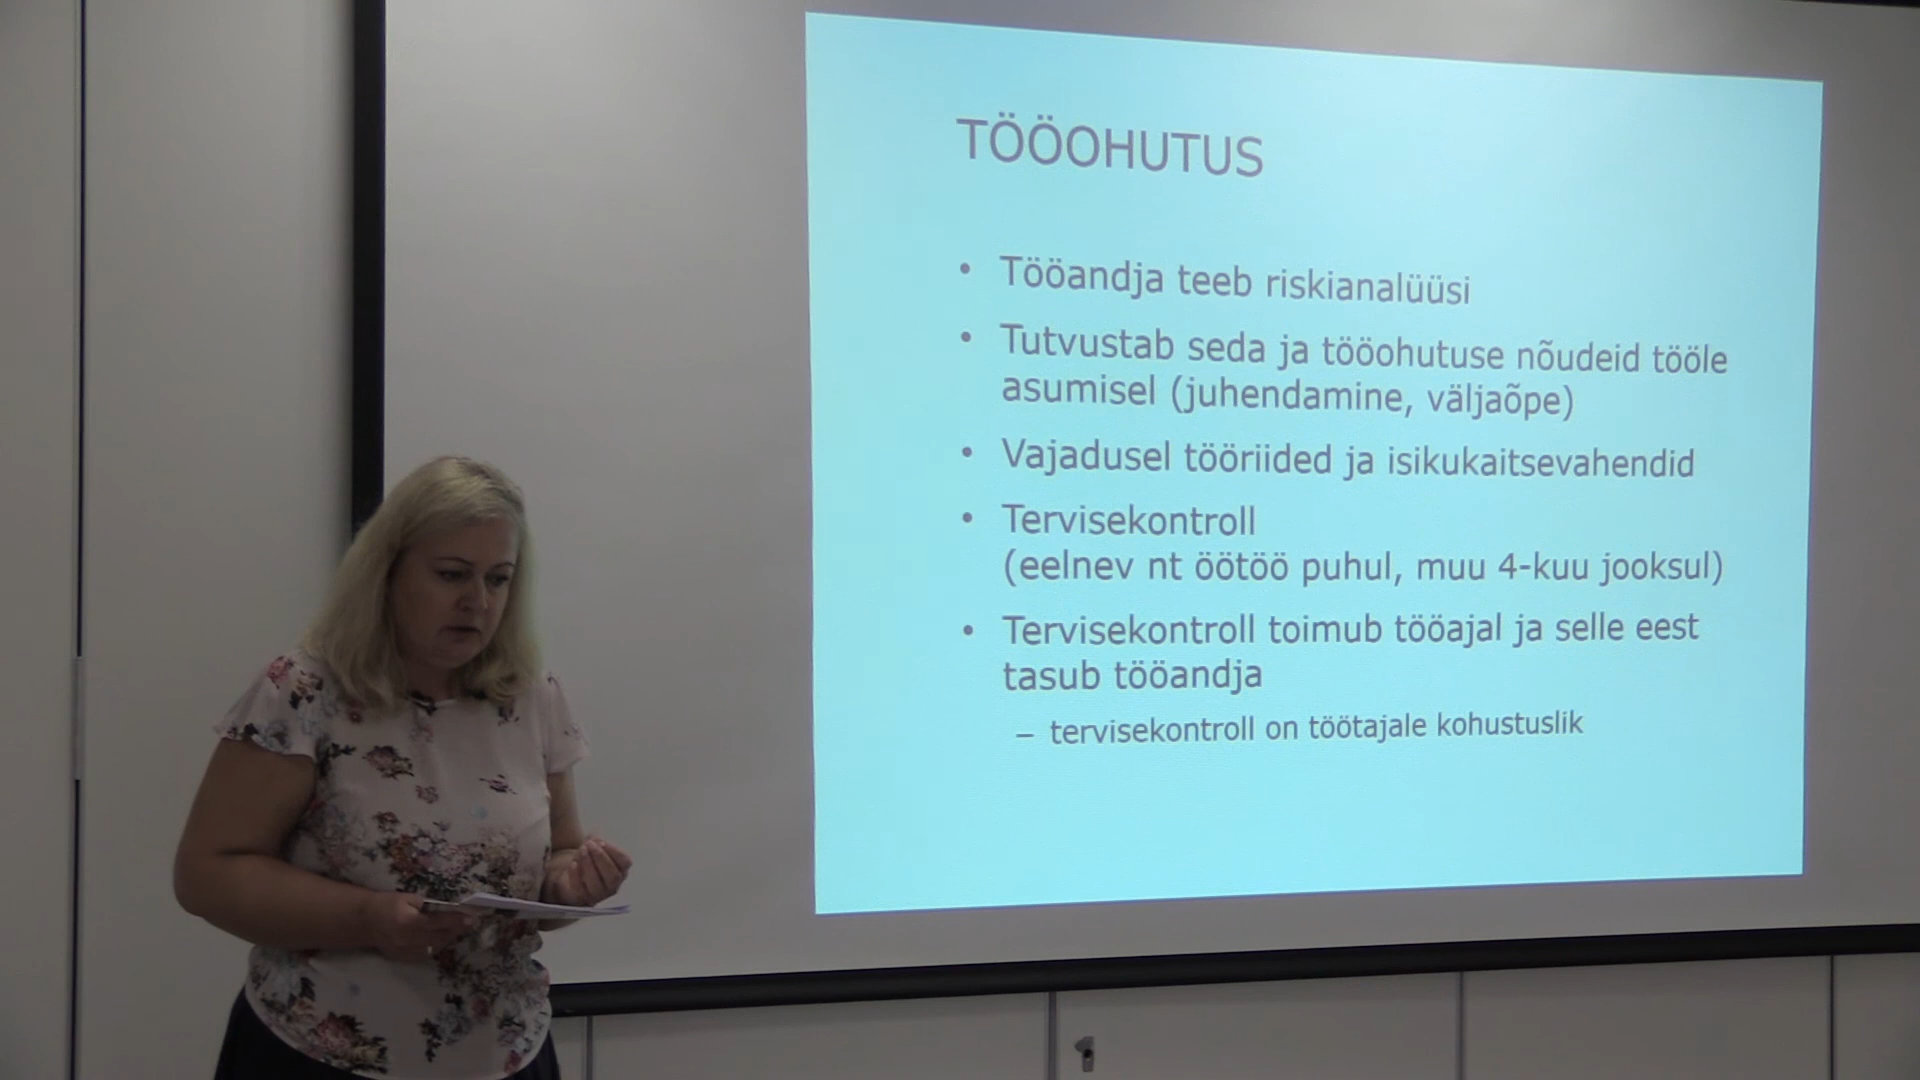 TÖÖOHUTUS
• Tööandja teeb riskianalüüsi
• Tutvustab seda ja tööohutuse nõudeid tööle
asumisel (juhendamine, väljaõpe)
• Vajadusel tööriided ja isikukaitsevahendid
• Tervisekontroll
(eelnev nt öötöö puhul, muu 4-kuu jooksul)
• Tervisekontroll toimub tööajal ja selle eest
tasub tööandja
– tervisekontroll on töötajale kohustuslik